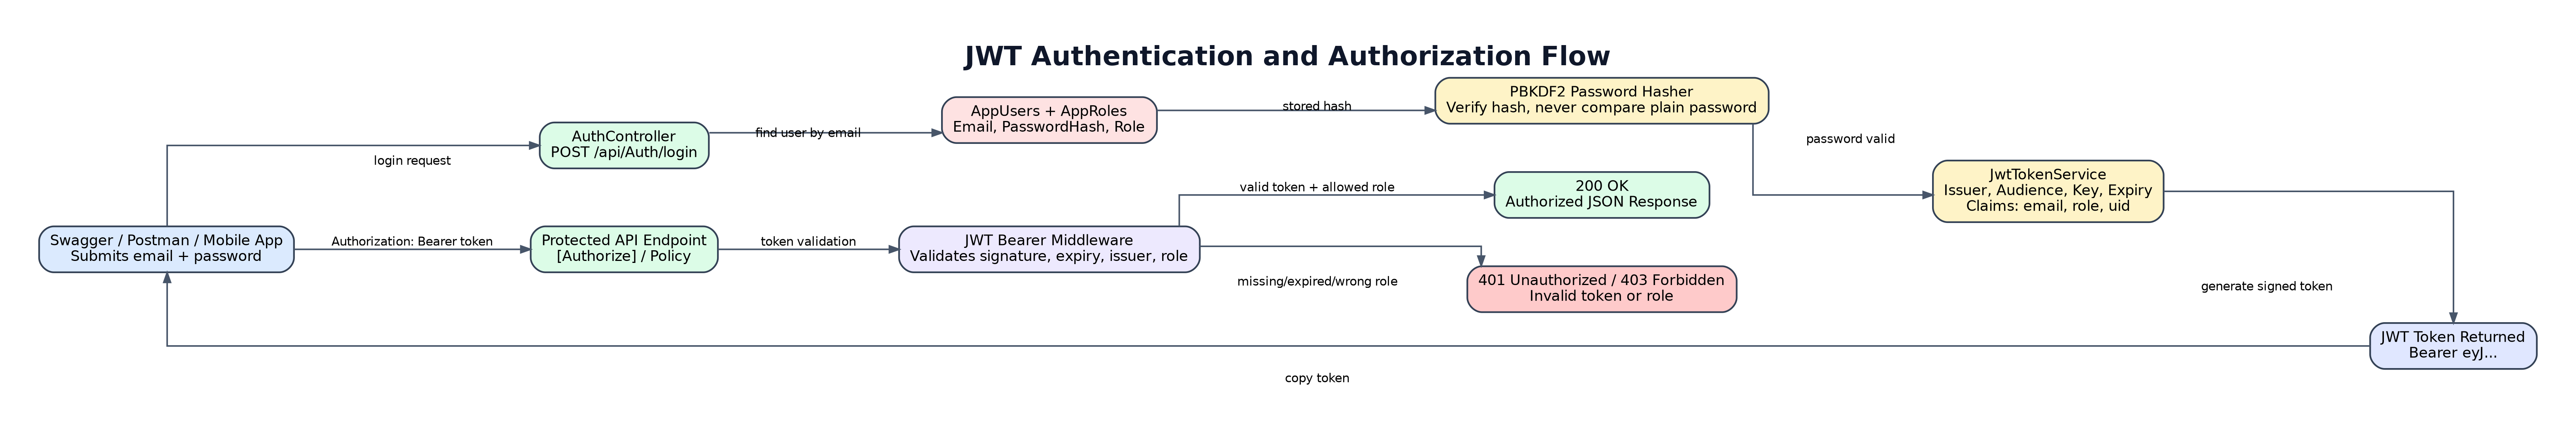 JWT Authentication and Authorization Flow
PBKDF2 Password Hasher
Verify hash, never compare plain password
AppUsers + AppRoles
Email, PasswordHash, Role
stored hash
AuthController
POST /api/Auth/login
find user by email
password valid
login request
JwtTokenService
Issuer, Audience, Key, Expiry
Claims: email, role, uid
valid token + allowed role
200 OK
Authorized JSON Response
Swagger / Postman / Mobile App
Submits email + password
Authorization: Bearer token
Protected API Endpoint
[Authorize] / Policy
token validation
JWT Bearer Middleware
Validates signature, expiry, issuer, role
missing/expired/wrong role
401 Unauthorized / 403 Forbidden
Invalid token or role
generate signed token
JWT Token Returned
Bearer eyJ...
copy token